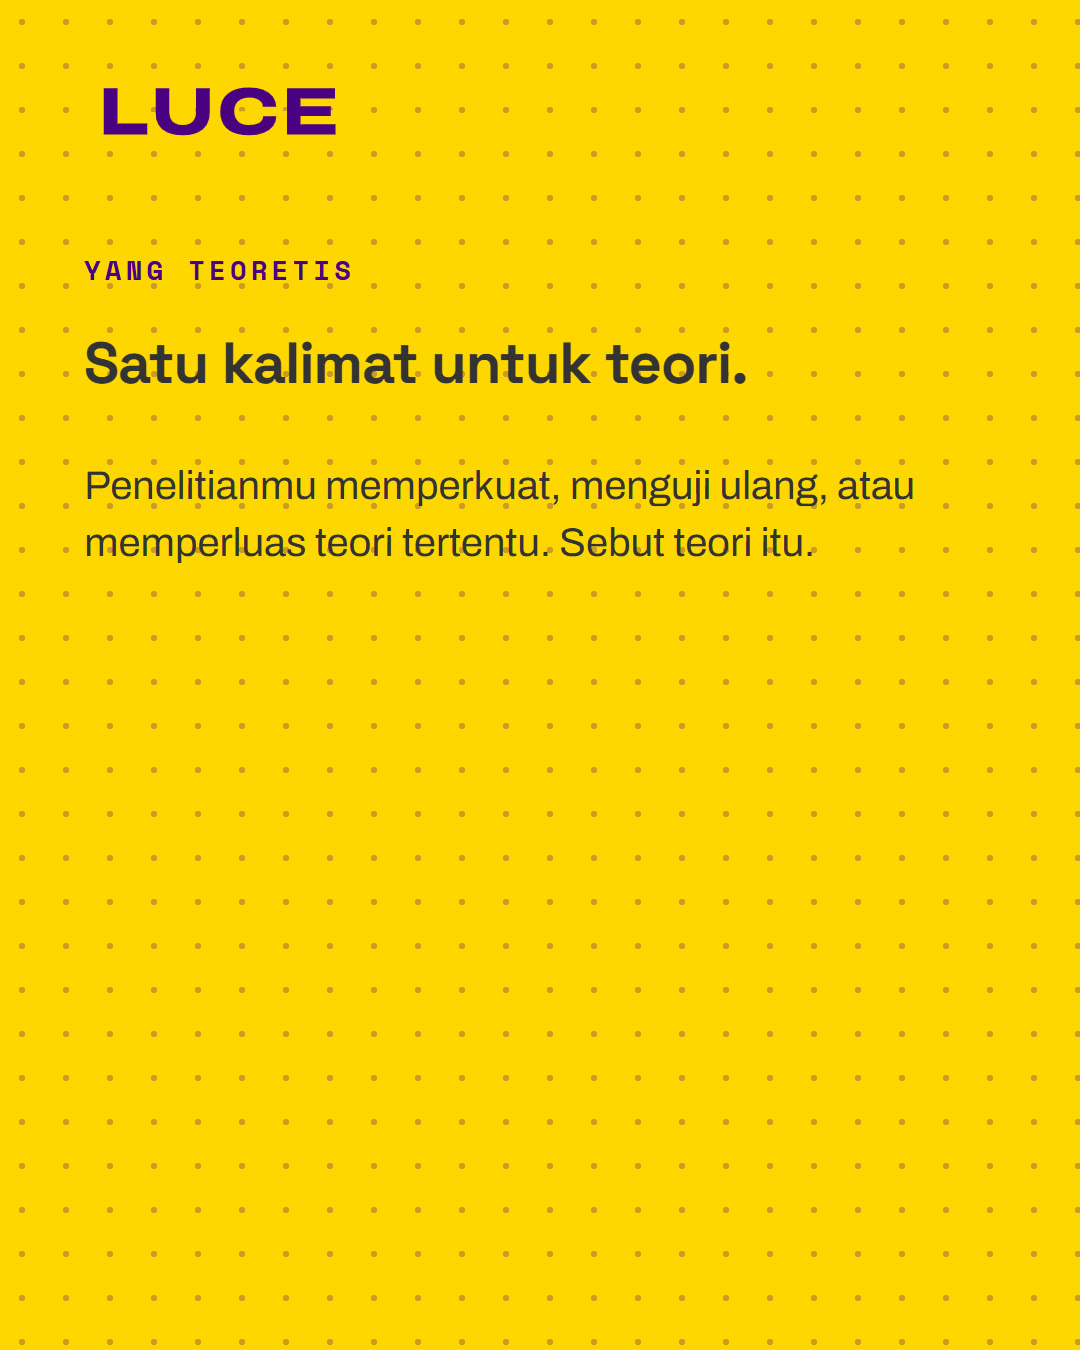 LUCE
YANG TEORETIS
Satu kalimat untuk teori.
Penelitianmu memperkuat, menguji ulang, atau
memperluas teori tertentu. Sebut teori itu.